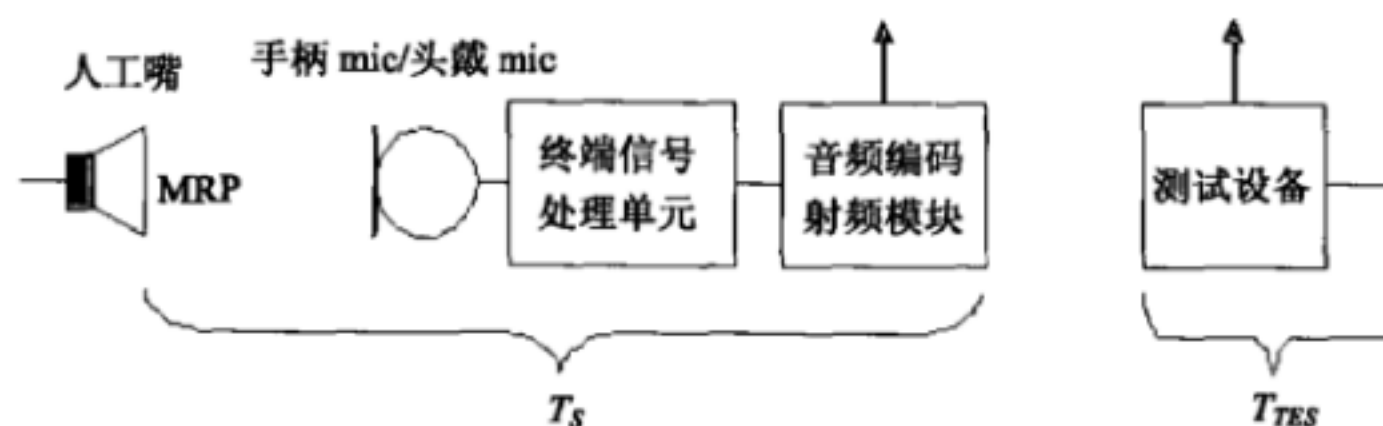 人工嘴
手柄 mic/头戴 mic
MRP
终端信号
处理单元
音频编码
射频模块
测试设备
T_S
T_TES